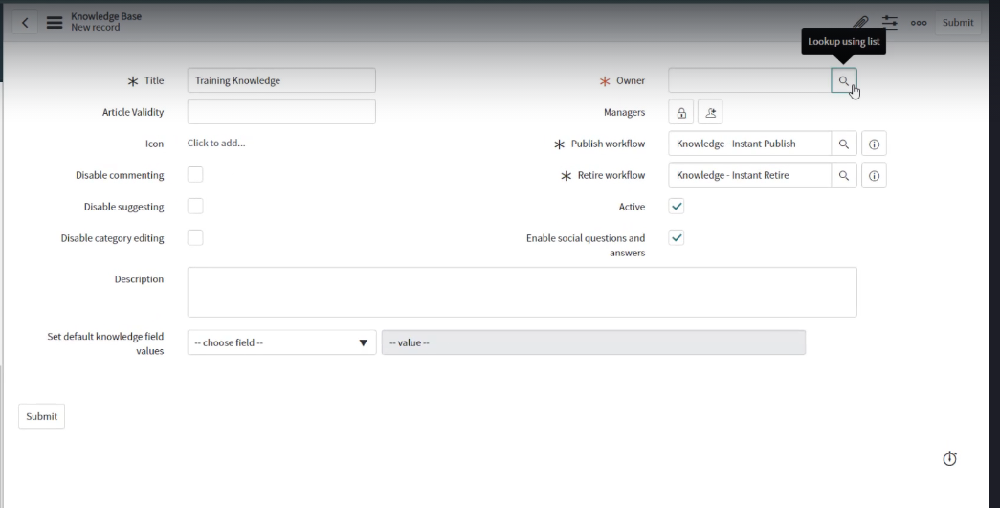 Knowledge Base
New record
Submit
Lookup using list
Title
Training Knowledge
Owner
Article Validity
Managers
Icon
Click to add...
Publish workflow
Knowledge - Instant Publish
Disable commenting
Retire workflow
Knowledge - Instant Retire
Disable suggesting
Active
Disable category editing
Enable social questions and
answers
Description
Set default knowledge field
values
-- choose field --
-- value --
Submit